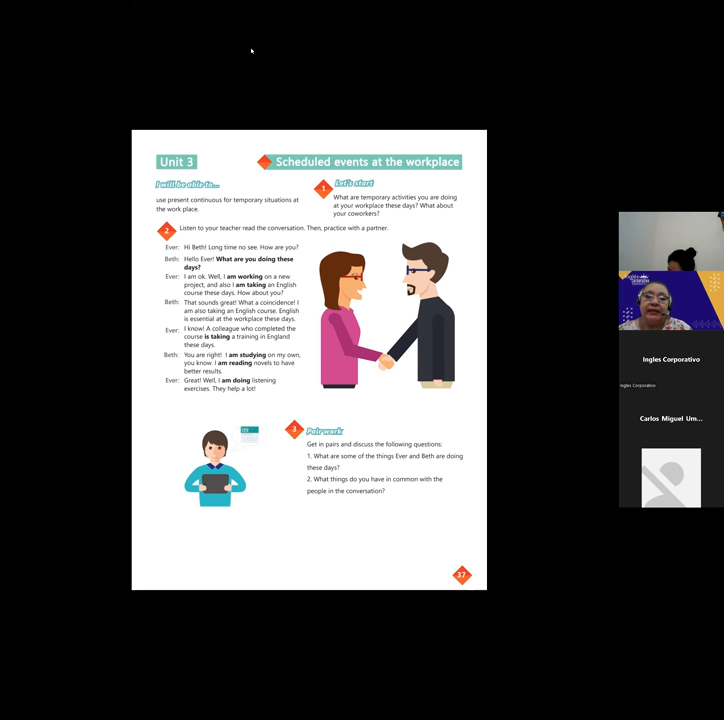 Unit 3
Scheduled events at the workplace
I will be able to...
use present continuous for temporary situations at
the work place.
1
Let's start
What are temporary activities you are doing
at your workplace these days? What about
your coworkers?
2
Listen to your teacher read the conversation. Then, practice with a partner.
Ever: Hi Beth! Long time no see. How are you?
Beth: Hello Ever! What are you doing these
days?
Ever: I am ok. Well, I am working on a new
project, and also I am taking an English
course these days. How about you?
Beth: That sounds great! What a coincidence! I
am also taking an English course. English
is essential at the workplace these days.
Ever: I know! A colleague who completed the
course is taking a training in England
these days.
Beth: You are right! I am studying on my own,
you know. I am reading novels to have
better results.
Ever: Great! Well, I am doing listening
exercises. They help a lot!
09
3
Pair work
Get in pairs and discuss the following questions:
1. What are some of the things Ever and Beth are doing
these days?
2. What things do you have in common with the
people in the conversation?
37
Ingles Corporativo
Ingles Corporativo
Carlos Miguel Um...